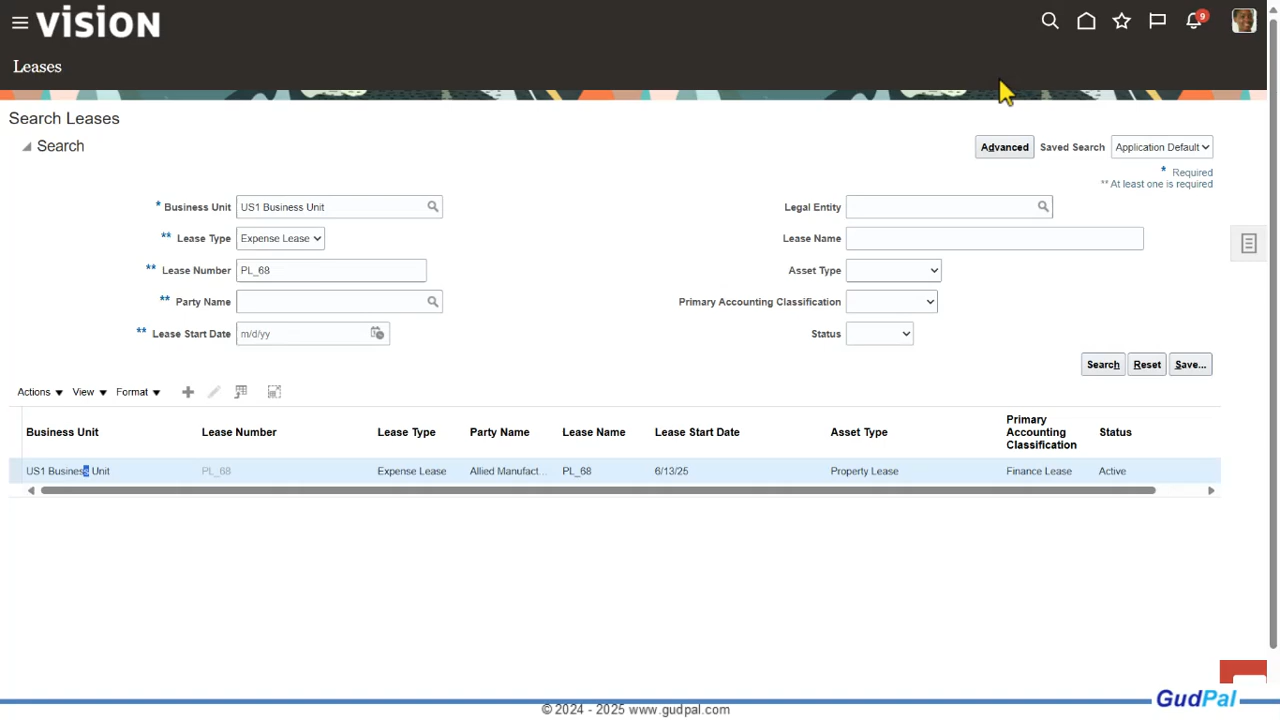 vision
9
Leases
Search Leases
Search
Advanced Saved Search Application Default
* Required
** At least one is required
* Business Unit US1 Business Unit Legal Entity
** Lease Type Expense Lease Lease Name
** Lease Number PL_68 Asset Type
** Party Name Primary Accounting Classification
** Lease Start Date m/d/yy Status
Search Reset Save...
Actions View Format
Business Unit Lease Number Lease Type Party Name Lease Name Lease Start Date Asset Type Primary Accounting Classification Status
US1 Business Unit PL_68 Expense Lease Allied Manufact... PL_68 6/13/25 Property Lease Finance Lease Active
GudPal
© 2024 - 2025 www.gudpal.com